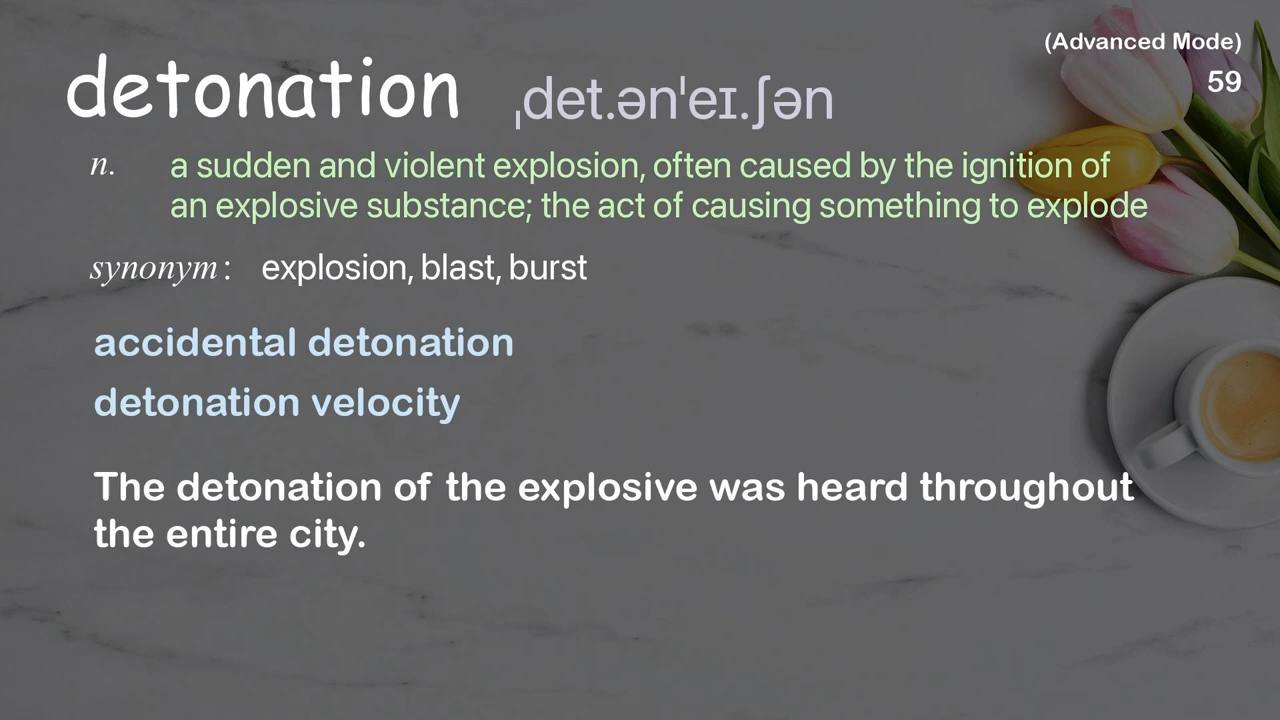 (Advanced Mode)
59
detonation ˌdet.ənˈeɪ.ʃən
n. a sudden and violent explosion, often caused by the ignition of
an explosive substance; the act of causing something to explode
synonym: explosion, blast, burst
accidental detonation
detonation velocity
The detonation of the explosive was heard throughout
the entire city.